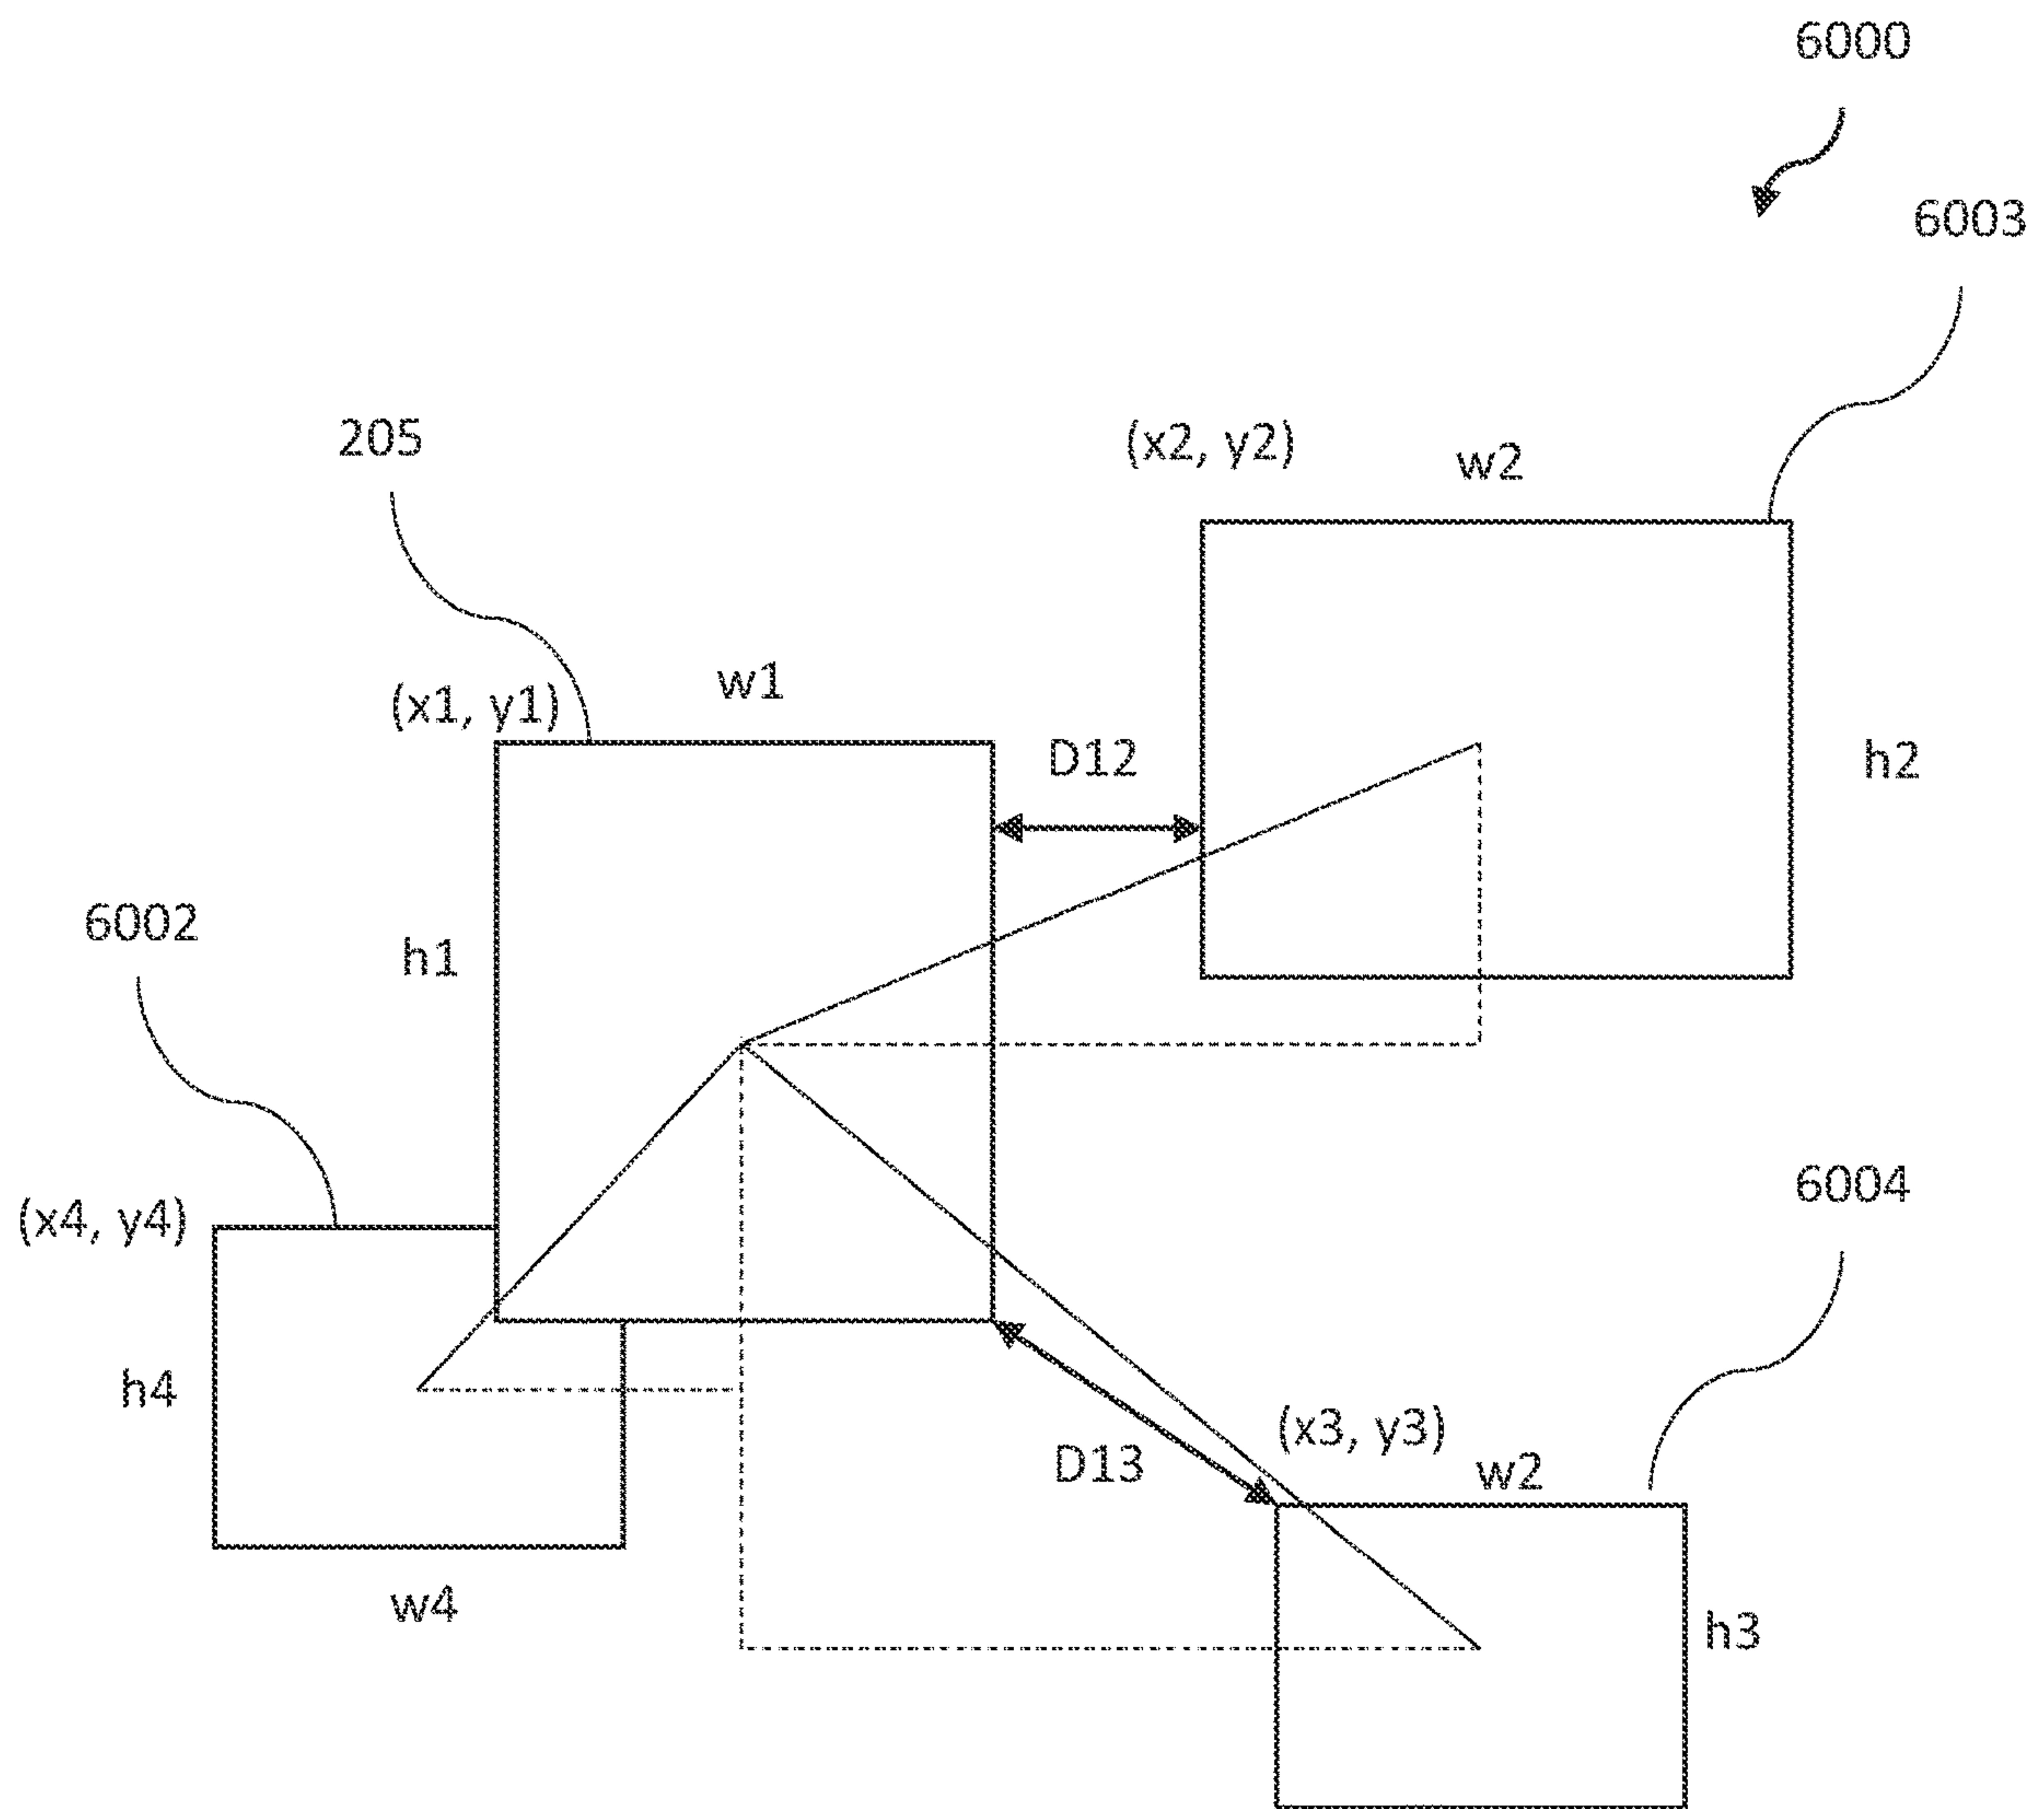 6000
6003
205
(x2, y2)
w2
(x1, y1)
w1
D12
h2
6002
h1
6004
(x4, y4)
h4
(x3, y3)
D13
w2
w4
h3